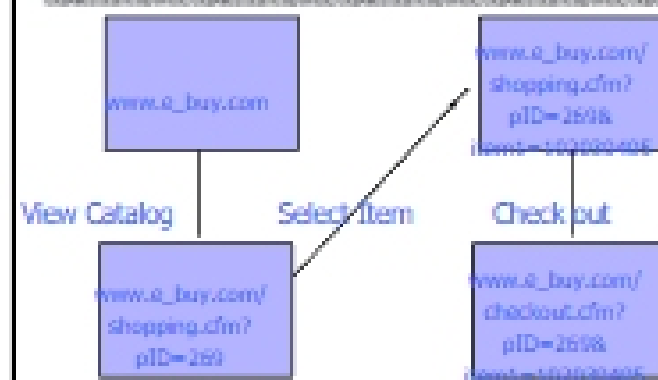 www.e_buy.com
www.e_buy.com/
shopping.cfm?
pID=269&
View Catalog
Select Item
Check out
www.e_buy.com/
shopping.cfm?
pID=269
www.e_buy.com/
checkout.cfm?
pID=269&